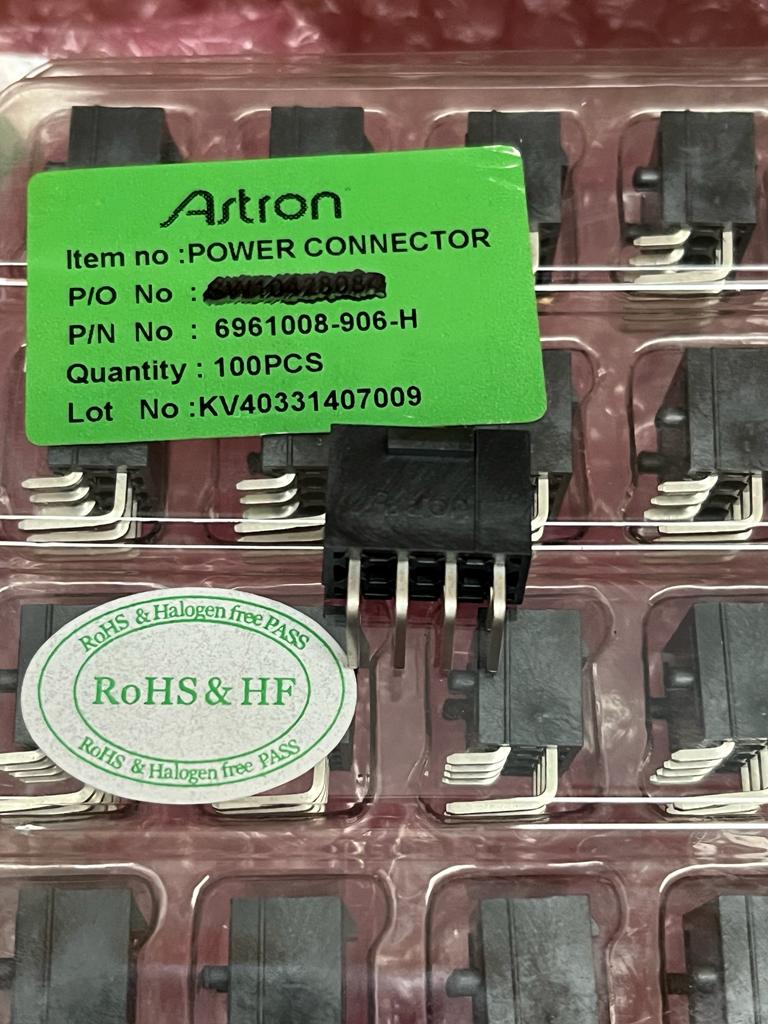 Astron
Item no :POWER CONNECTOR
P/O No :
P/N No : 6961008-906-H
Quantity : 100PCS
Lot No :KV40331407009
Astron
RoHS & Halogen free PASS
RoHS & HF
RoHS & Halogen free PASS